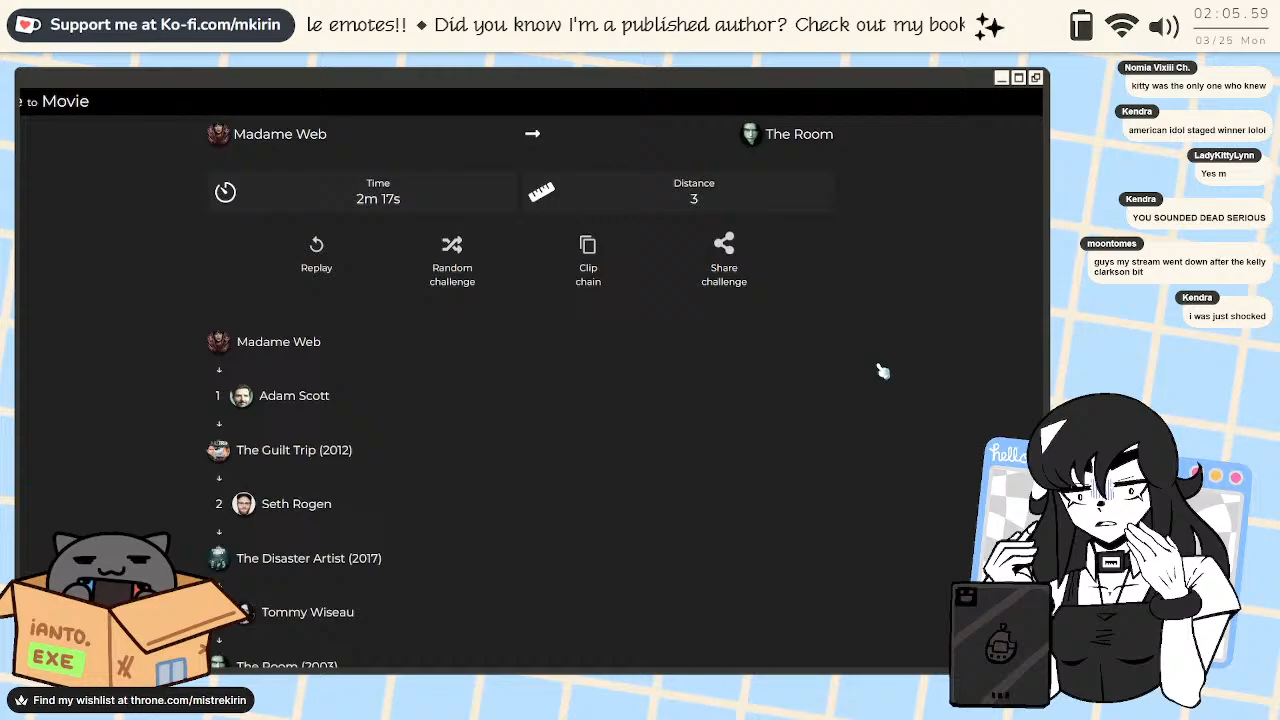 Support me at Ko-fi.com/mkirin
le emotes!! ◆ Did you know I'm a published author? Check out my book
02:05.59
03/25 Mon
e to Movie
Madame Web → The Room
Time
2m 17s
Distance
3
Replay
Random challenge
Clip chain
Share challenge
Madame Web
↓
1 Adam Scott
↓
The Guilt Trip (2012)
↓
2 Seth Rogen
↓
The Disaster Artist (2017)
Tommy Wiseau
↓
The Room (2003)
Nomia Vixiii Ch.
kitty was the only one who knew
Kendra
american idol staged winner lolol
LadyKittyLynn
Yes m
Kendra
YOU SOUNDED DEAD SERIOUS
moontomes
guys my stream went down after the kelly
clarkson bit
Kendra
i was just shocked
hello
iANTO.
EXE
Find my wishlist at throne.com/mistrekirin